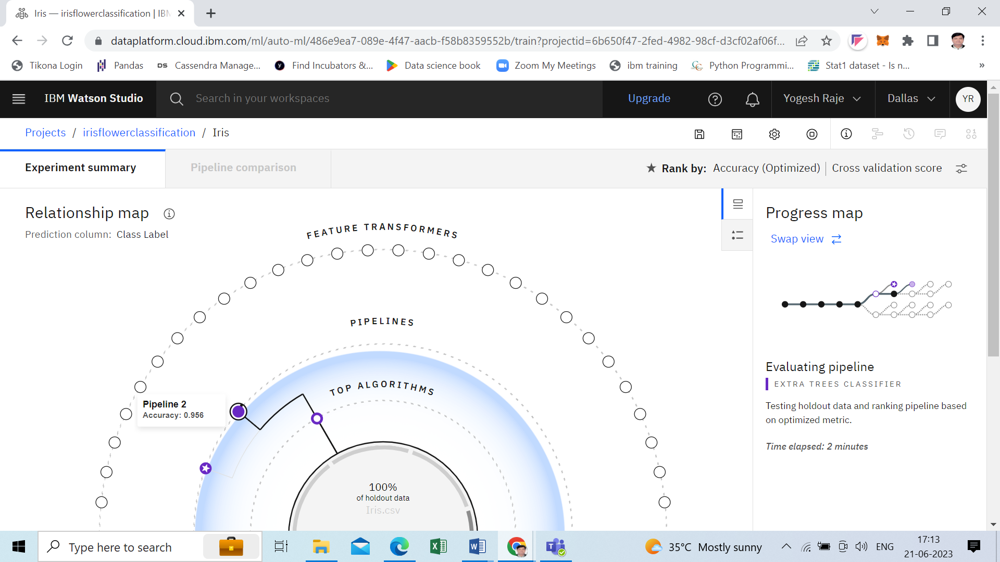 Iris — irisflowerclassification | IBM
dataplatform.cloud.ibm.com/ml/auto-ml/486e9ea7-089e-4f47-aacb-f58b8359552b/train?projectid=6b650f47-2fed-4982-98cf-d3cf02af06f...
Tikona Login
Pandas
DS Cassendra Manage...
Find Incubators &...
Data science book
Zoom My Meetings
ibm training
Python Programmi...
Stat1 dataset - Is n...
»
IBM Watson Studio
Search in your workspaces
Upgrade
Yogesh Raje
Dallas
YR
Projects / irisflowerclassification / Iris
Experiment summary
Pipeline comparison
Rank by: Accuracy (Optimized) | Cross validation score
Relationship map
Prediction column: Class Label
FEATURE TRANSFORMERS
PIPELINES
TOP ALGORITHMS
Pipeline 2
Accuracy: 0.956
100%
of holdout data
Iris.csv
Progress map
Swap view
Evaluating pipeline
EXTRA TREES CLASSIFIER
Testing holdout data and ranking pipeline based
on optimized metric.
Time elapsed: 2 minutes
Type here to search
35°C Mostly sunny
ENG
17:13
21-06-2023